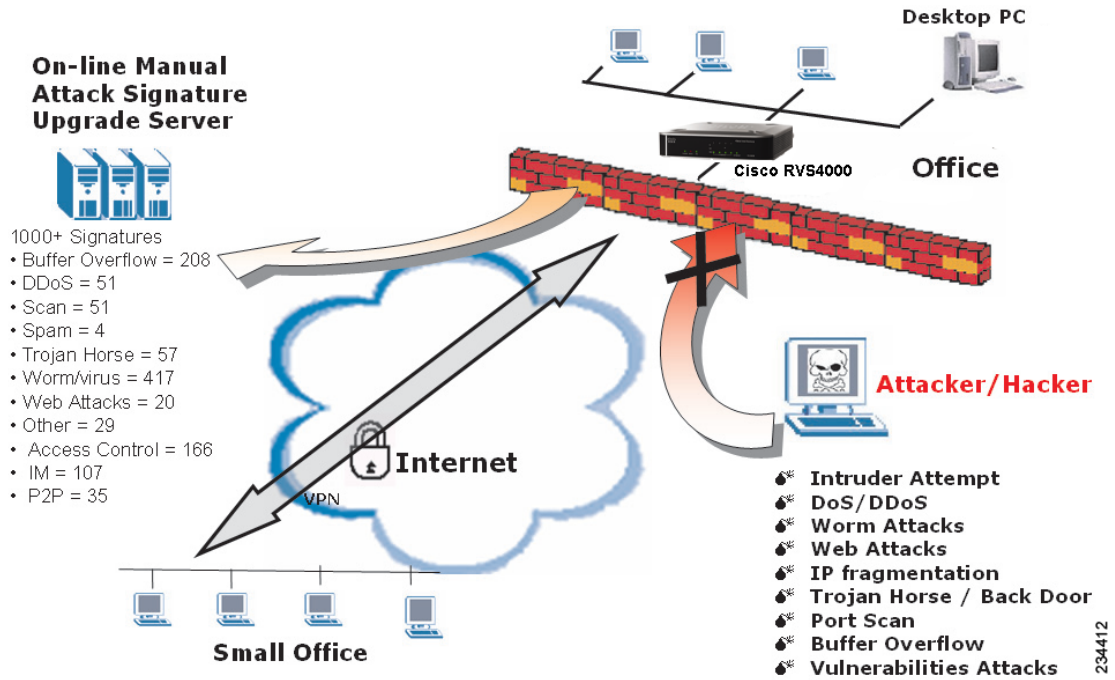 Desktop PC
On-line Manual
Attack Signature
Upgrade Server
Cisco RVS4000
Office
1000+ Signatures
• Buffer Overflow = 208
• DDoS = 51
• Scan = 51
• Spam = 4
• Trojan Horse = 57
• Worm/virus = 417
• Web Attacks = 20
• Other = 29
• Access Control = 166
• IM = 107
• P2P = 35
Attacker/Hacker
Internet
VPN
Intruder Attempt
DoS/DDoS
Worm Attacks
Web Attacks
IP fragmentation
Trojan Horse / Back Door
Port Scan
Buffer Overflow
Vulnerabilities Attacks
Small Office
234412